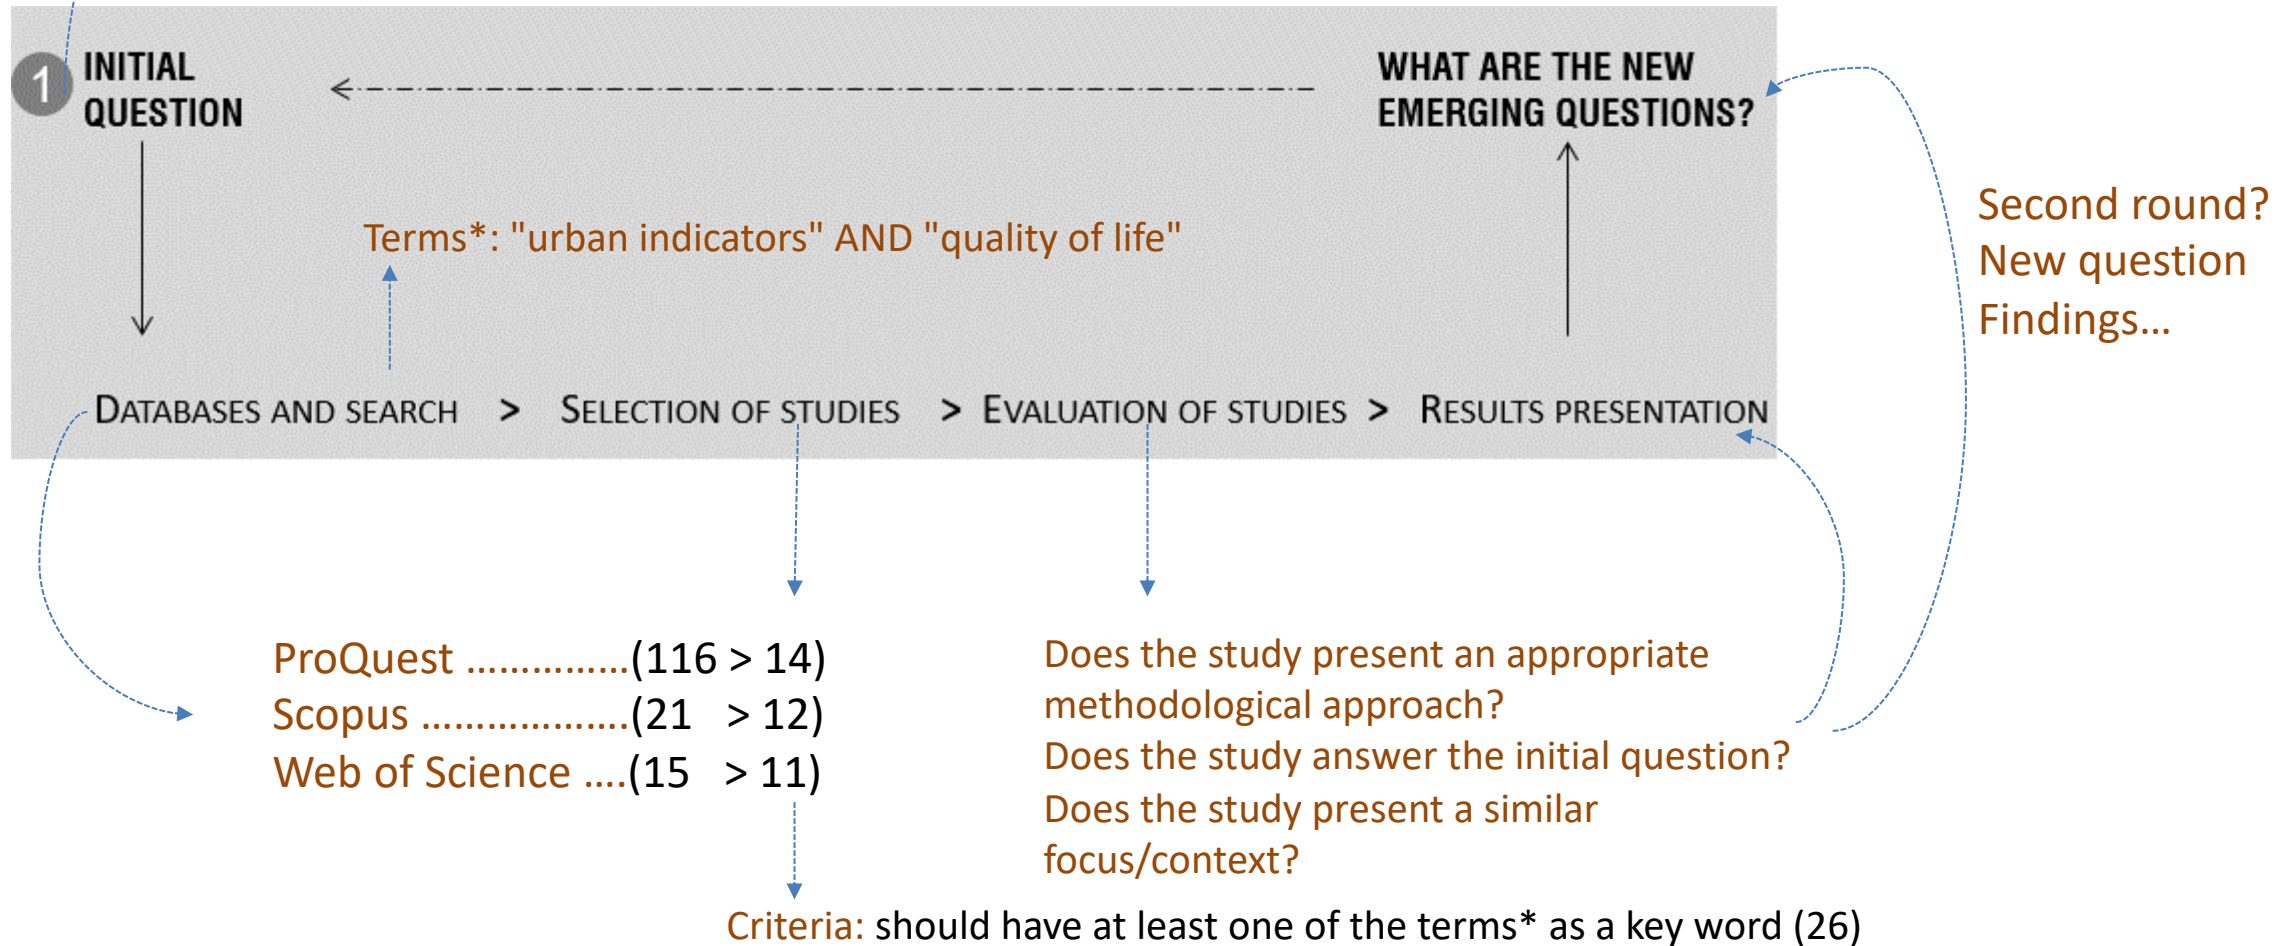 1
INITIAL
QUESTION
WHAT ARE THE NEW
EMERGING QUESTIONS?
Terms*: "urban indicators" AND "quality of life"
Second round?
New question
Findings...
DATABASES AND SEARCH > SELECTION OF STUDIES > EVALUATION OF STUDIES > RESULTS PRESENTATION
ProQuest ……………(116 > 14)
Scopus ……………….(21 > 12)
Web of Science ….(15 > 11)
Does the study present an appropriate
methodological approach?
Does the study answer the initial question?
Does the study present a similar
focus/context?
Criteria: should have at least one of the terms* as a key word (26)